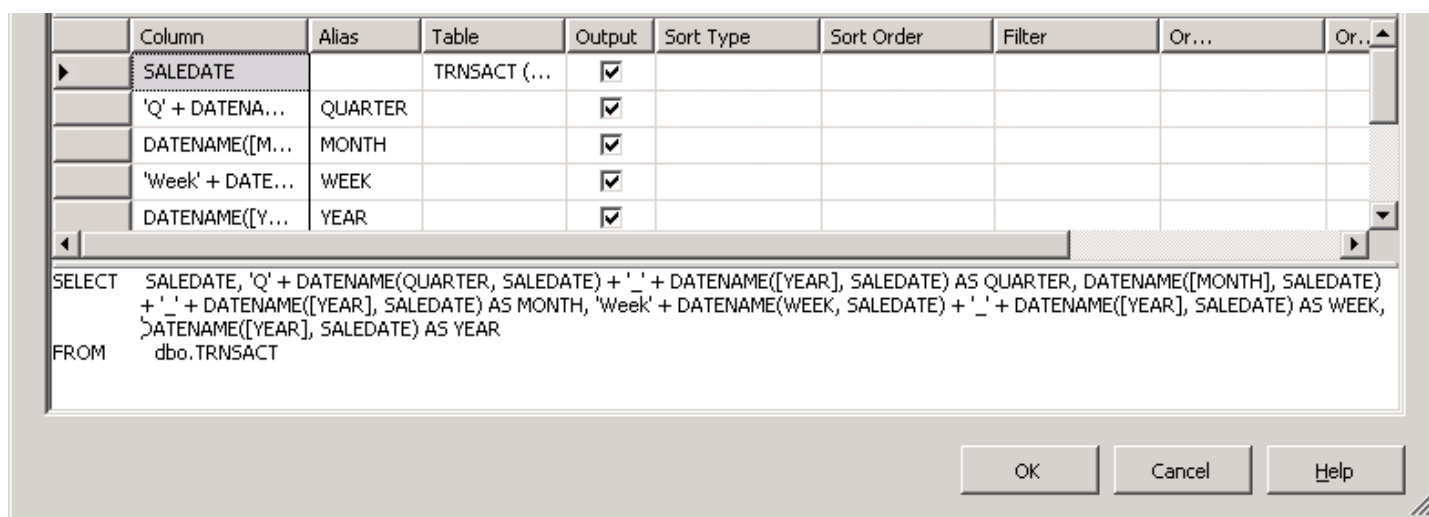 Column Alias Table Output Sort Type Sort Order Filter Or... Or...
SALEDATE TRNSACT (...
'Q' + DATENA... QUARTER
DATENAME([M... MONTH
'Week' + DATE... WEEK
DATENAME([Y... YEAR
SELECT SALEDATE, 'Q' + DATENAME(QUARTER, SALEDATE) + '_' + DATENAME([YEAR], SALEDATE) AS QUARTER, DATENAME([MONTH], SALEDATE)
+ '_' + DATENAME([YEAR], SALEDATE) AS MONTH, 'Week' + DATENAME(WEEK, SALEDATE) + '_' + DATENAME([YEAR], SALEDATE) AS WEEK,
DATENAME([YEAR], SALEDATE) AS YEAR
FROM dbo.TRNSACT
OK Cancel Help